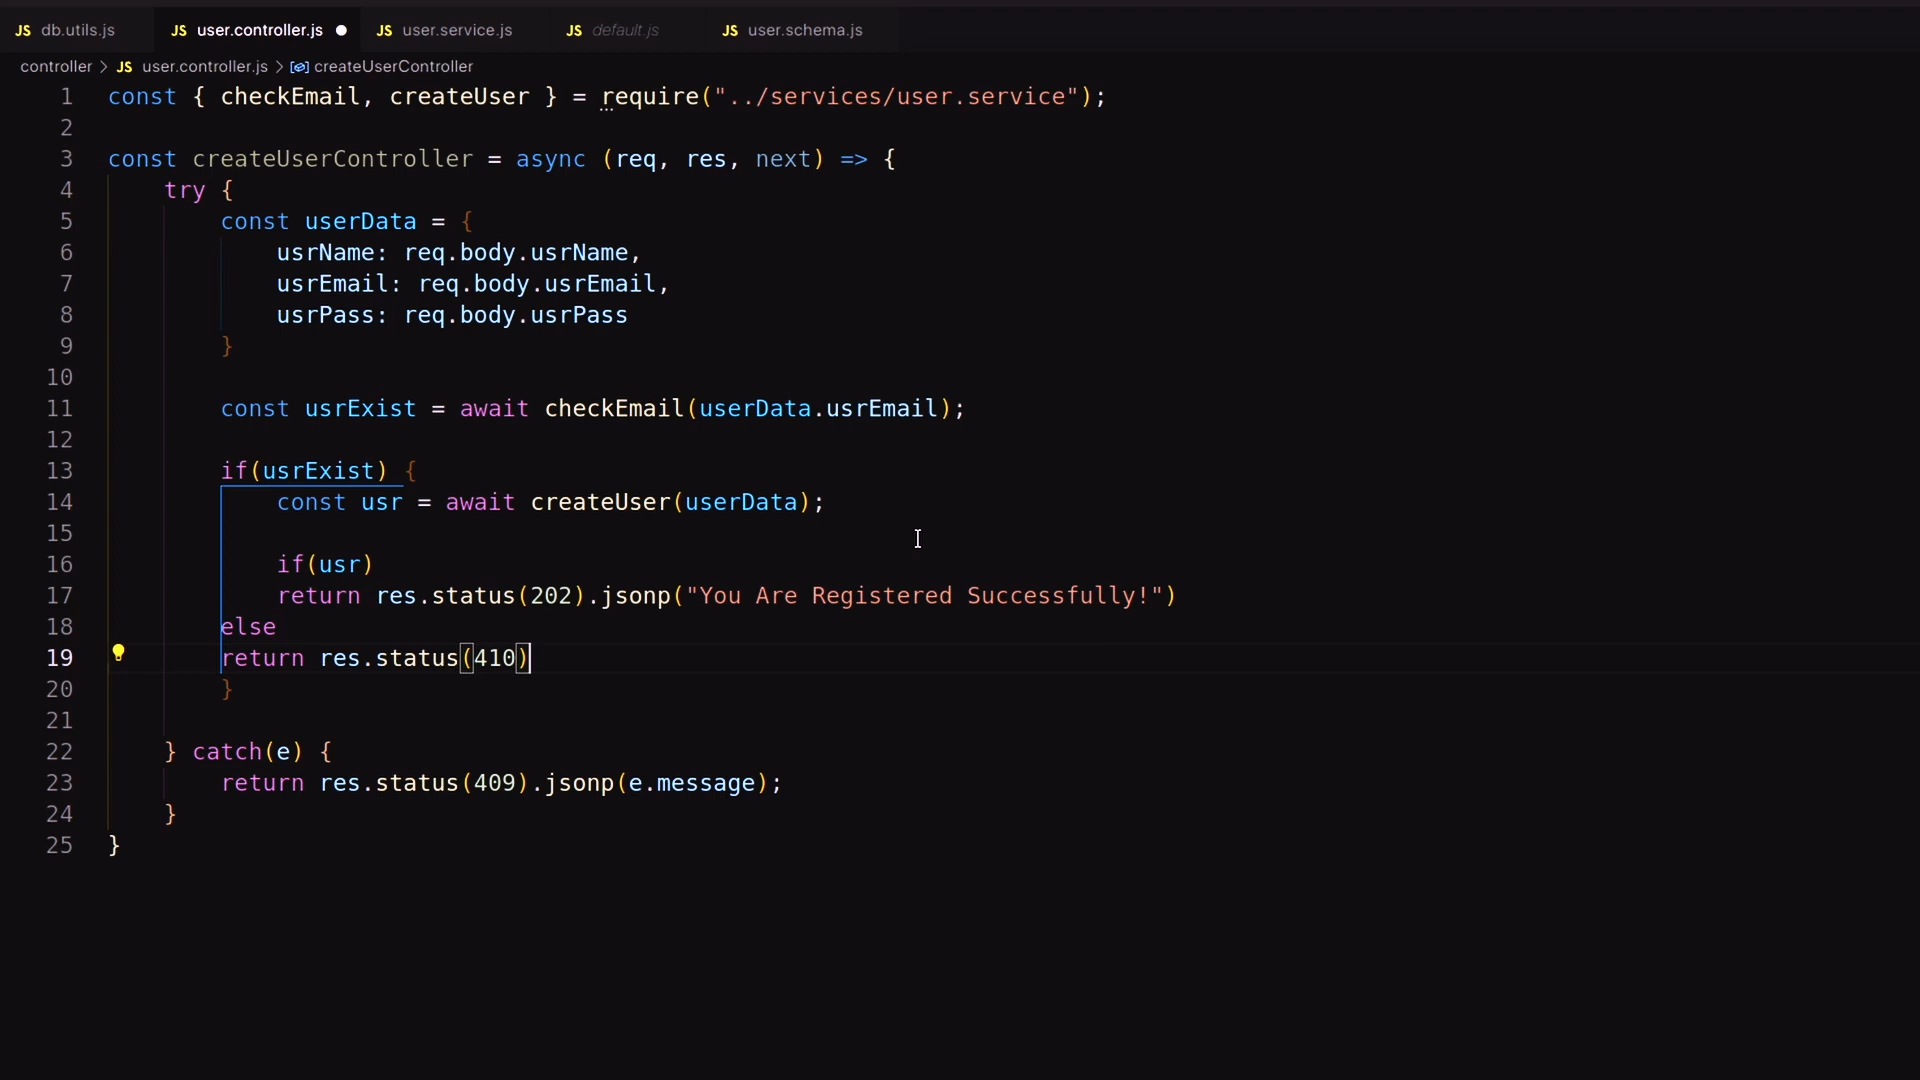 JS db.utils.js JS user.controller.js JS user.service.js JS default.js JS user.schema.js
controller > JS user.controller.js > createUserController
1 const { checkEmail, createUser } = require("../services/user.service");
2
3 const createUserController = async (req, res, next) => {
4 try {
5 const userData = {
6 usrName: req.body.usrName,
7 usrEmail: req.body.usrEmail,
8 usrPass: req.body.usrPass
9 }
10
11 const usrExist = await checkEmail(userData.usrEmail);
12
13 if(usrExist) {
14 const usr = await createUser(userData);
15
16 if(usr)
17 return res.status(202).jsonp("You Are Registered Successfully!")
18 else
19 return res.status(410)
20 }
21
22 } catch(e) {
23 return res.status(409).jsonp(e.message);
24 }
25 }